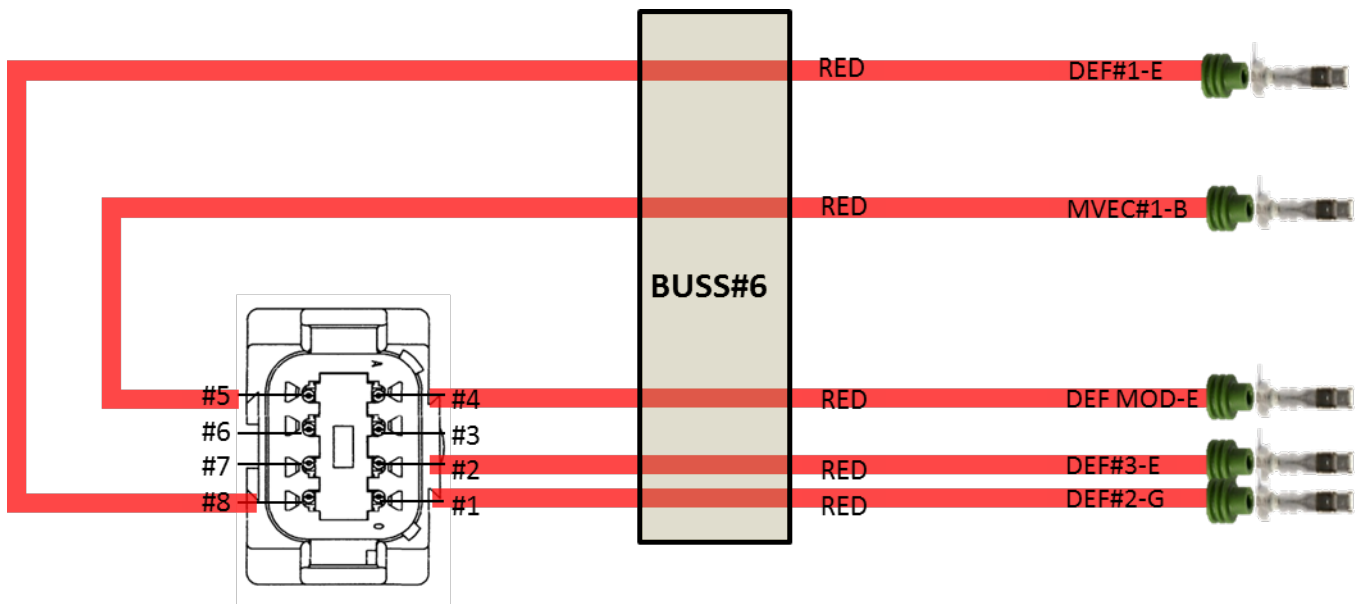 RED DEF#1-E
RED MVEC#1-B
BUSS#6
A
#5 #4 RED DEF MOD-E
#6 #3
#7 #2 RED DEF#3-E
#8 #1 RED DEF#2-G